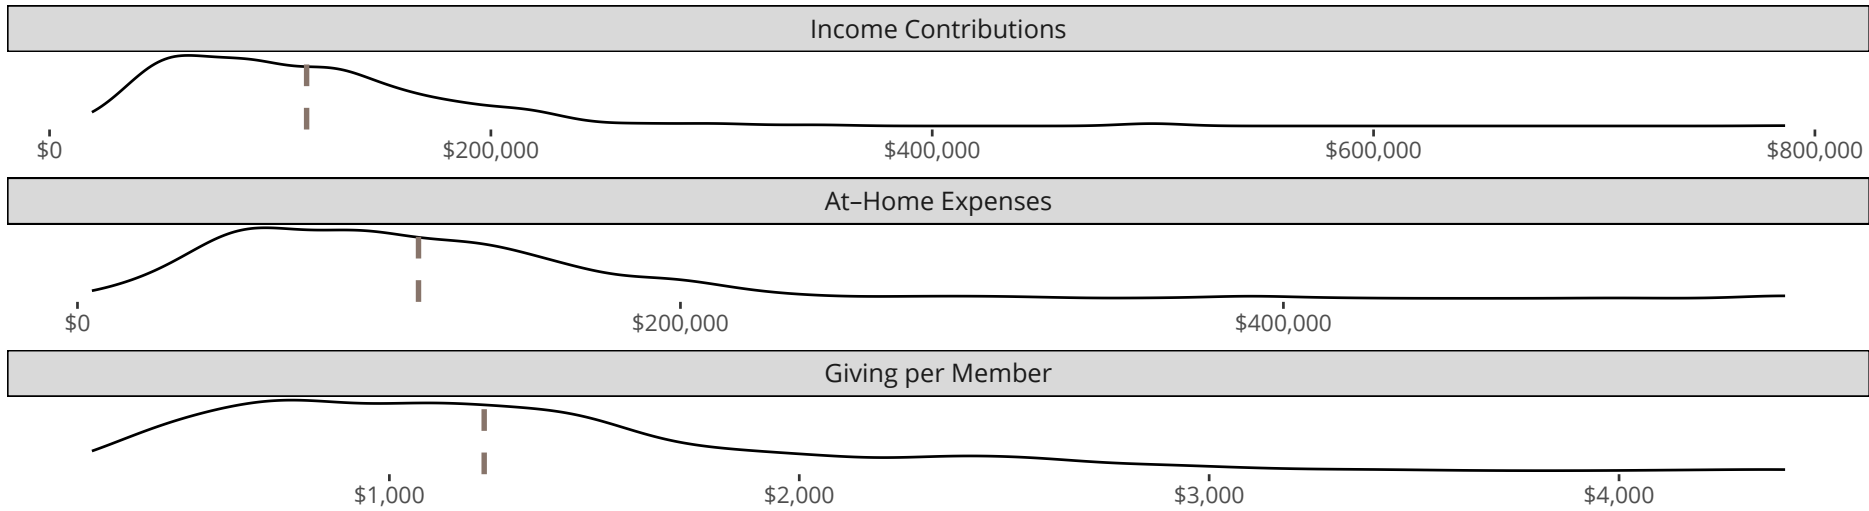 Income Contributions
$0 $200,000 $400,000 $600,000 $800,000
At–Home Expenses
$0 $200,000 $400,000
Giving per Member
$1,000 $2,000 $3,000 $4,000